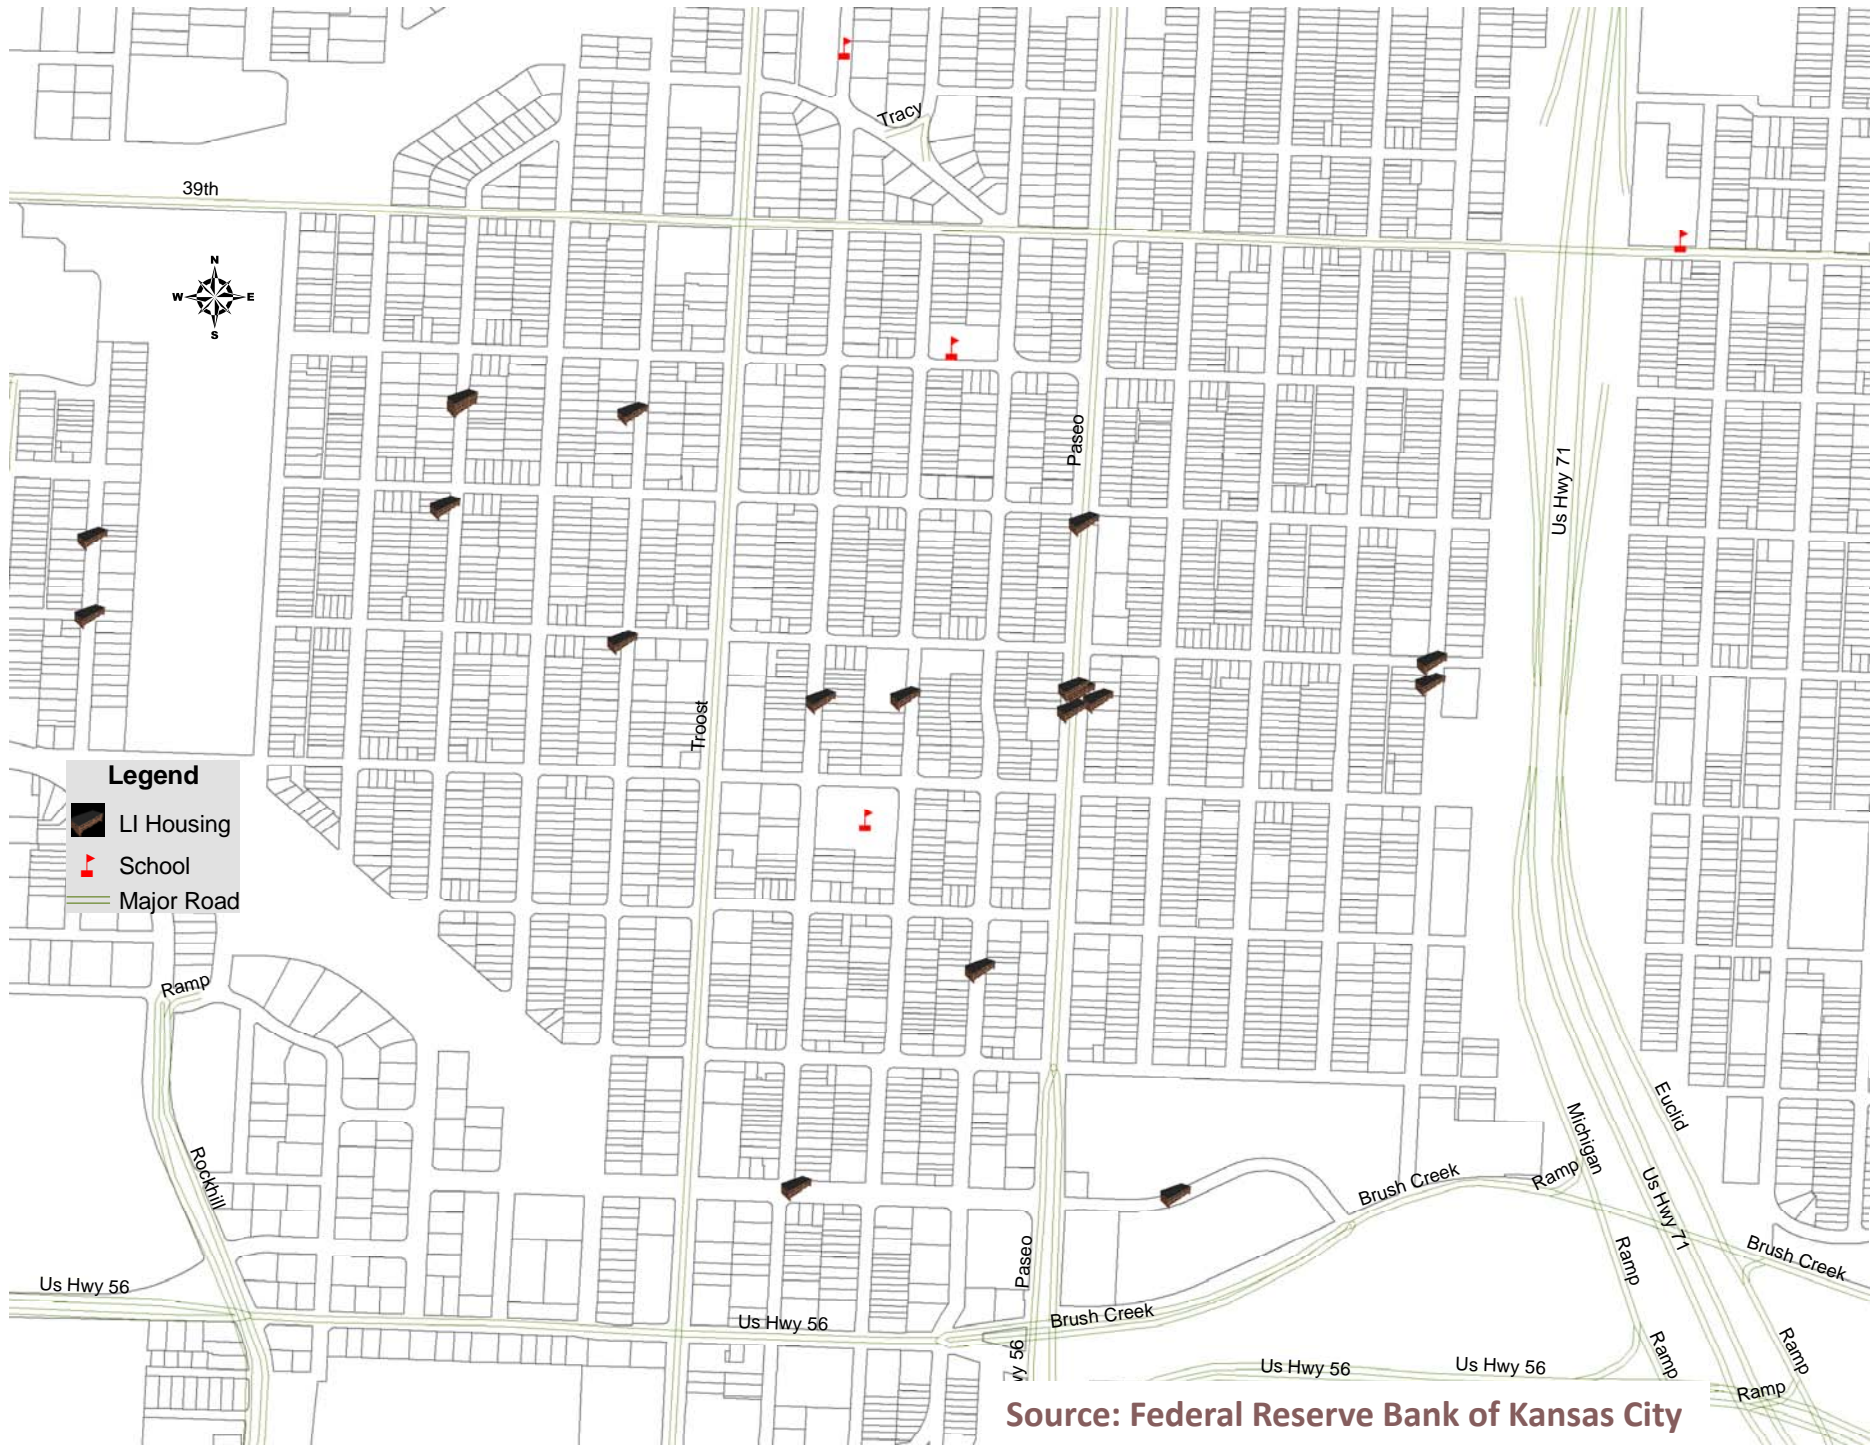 Tracy
39th
N
W E
S
Paseo
Us Hwy 71
Troost
Legend
LI Housing
School
Major Road
Ramp
Euclid
Michigan
Rockhill
Ramp
Brush Creek
Us Hwy 71
Paseo
Ramp
Brush Creek
Us Hwy 56
Brush Creek
Us Hwy 56
wy 56
Ramp
Ramp
Us Hwy 56
Us Hwy 56
Ramp
Source: Federal Reserve Bank of Kansas City